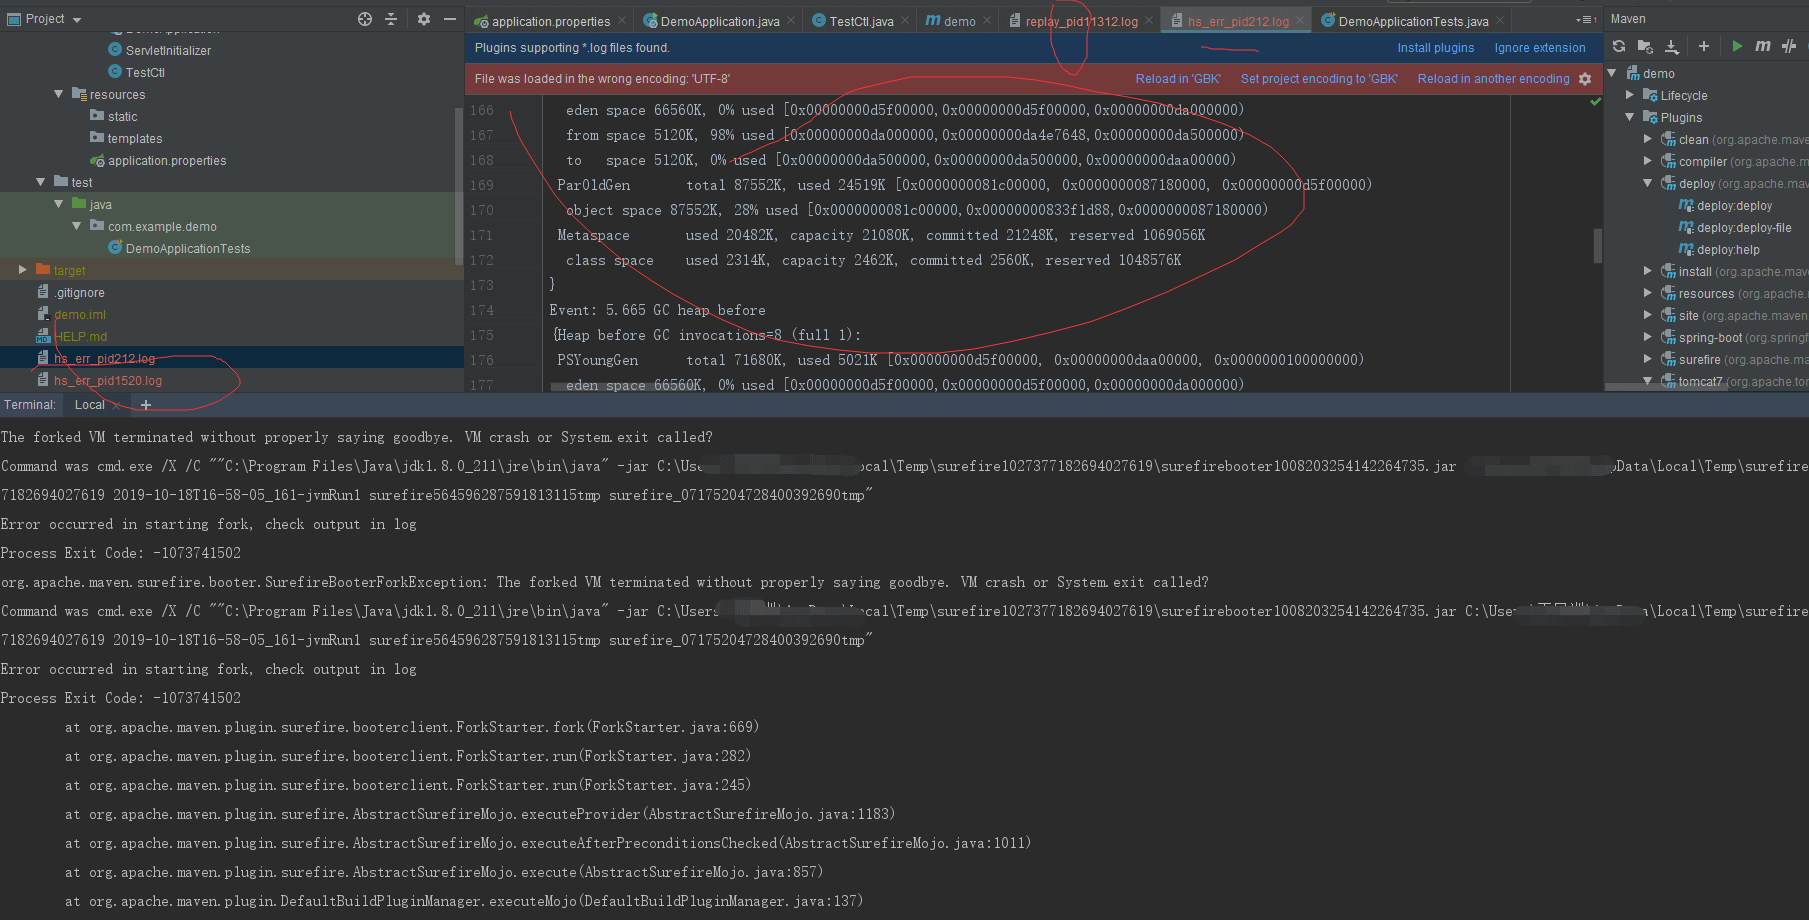 Project
application.properties
DemoApplication.java
TestCtl.java
demo
replay_pid11312.log
hs_err_pid212.log
DemoApplicationTests.java
Maven
DemoApplication
ServletInitializer
TestCtl
resources
static
templates
application.properties
test
java
com.example.demo
DemoApplicationTests
target
.gitignore
demo.iml
HELP.md
hs_err_pid212.log
hs_err_pid1520.log
Plugins supporting *.log files found.
Install plugins
Ignore extension
File was loaded in the wrong encoding: 'UTF-8'
Reload in 'GBK'
Set project encoding to 'GBK'
Reload in another encoding
166 eden space 66560K, 0% used [0x00000000d5f00000,0x00000000d5f00000,0x00000000da000000)
167 from space 5120K, 98% used [0x00000000da000000,0x00000000da4e7648,0x00000000da500000)
168 to   space 5120K, 0% used [0x00000000da500000,0x00000000da500000,0x00000000daa00000)
169 ParOldGen       total 87552K, used 24519K [0x0000000081c00000, 0x0000000087180000, 0x00000000d5f00000)
170 object space 87552K, 28% used [0x0000000081c00000,0x00000000833f1d88,0x0000000087180000)
171 Metaspace       used 20482K, capacity 21080K, committed 21248K, reserved 1069056K
172 class space    used 2314K, capacity 2462K, committed 2560K, reserved 1048576K
173 }
174 Event: 5.665 GC heap before
175 {Heap before GC invocations=8 (full 1):
176 PSYoungGen      total 71680K, used 5021K [0x00000000d5f00000, 0x00000000daa00000, 0x0000000100000000)
177 eden space 66560K, 0% used [0x00000000d5f00000,0x00000000d5f00000,0x00000000da000000)
demo
Lifecycle
Plugins
clean (org.apache.mave
compiler (org.apache.m
deploy (org.apache.mav
deploy:deploy
deploy:deploy-file
deploy:help
install (org.apache.mav
resources (org.apache.
site (org.apache.maven
spring-boot (org.springf
surefire (org.apache.ma
tomcat7 (org.apache.to
Terminal:
Local
+
The forked VM terminated without properly saying goodbye. VM crash or System.exit called?
Command was cmd.exe /X /C ""C:\Program Files\Java\jdk1.8.0_211\jre\bin\java" -jar C:\Use ocal\Temp\surefire1027377182694027619\surefirebooter1008203254142264735.jar pData\Local\Temp\surefire
7182694027619 2019-10-18T16-58-05_161-jvmRun1 surefire564596287591813115tmp surefire_07175204728400392690tmp"
Error occurred in starting fork, check output in log
Process Exit Code: -1073741502
org.apache.maven.surefire.booter.SurefireBooterForkException: The forked VM terminated without properly saying goodbye. VM crash or System.exit called?
Command was cmd.exe /X /C ""C:\Program Files\Java\jdk1.8.0_211\jre\bin\java" -jar C:\Users Local\Temp\surefire1027377182694027619\surefirebooter1008203254142264735.jar C:\User \Local\Temp\surefire
7182694027619 2019-10-18T16-58-05_161-jvmRun1 surefire564596287591813115tmp surefire_07175204728400392690tmp"
Error occurred in starting fork, check output in log
Process Exit Code: -1073741502
at org.apache.maven.plugin.surefire.booterclient.ForkStarter.fork(ForkStarter.java:669)
at org.apache.maven.plugin.surefire.booterclient.ForkStarter.run(ForkStarter.java:282)
at org.apache.maven.plugin.surefire.booterclient.ForkStarter.run(ForkStarter.java:245)
at org.apache.maven.plugin.surefire.AbstractSurefireMojo.executeProvider(AbstractSurefireMojo.java:1183)
at org.apache.maven.plugin.surefire.AbstractSurefireMojo.executeAfterPreconditionsChecked(AbstractSurefireMojo.java:1011)
at org.apache.maven.plugin.surefire.AbstractSurefireMojo.execute(AbstractSurefireMojo.java:857)
at org.apache.maven.plugin.DefaultBuildPluginManager.executeMojo(DefaultBuildPluginManager.java:137)